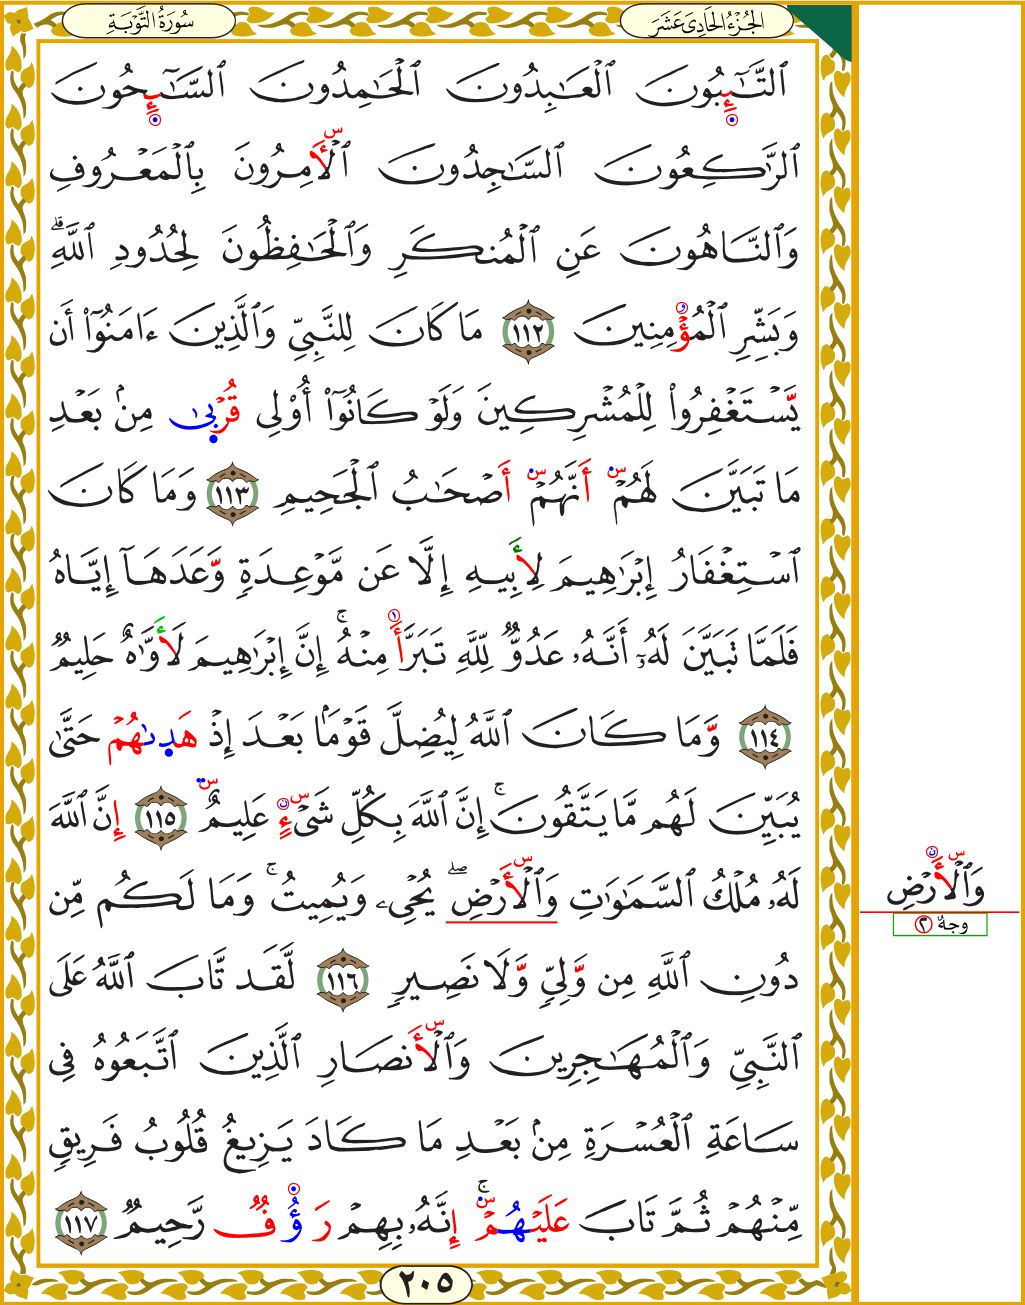 سُورَةُ التَّوْبَةِ
الجُزْءُ الحَادِىَ عَشَرَ
ٱلتَّـٰٓئِبُونَ ٱلْعَـٰبِدُونَ ٱلْحَـٰمِدُونَ ٱلسَّـٰٓئِحُونَ
ٱلرَّٰكِعُونَ ٱلسَّـٰجِدُونَ ٱلْأَمِرُونَ بِٱلْمَعْرُوفِ
وَٱلنَّاهُونَ عَنِ ٱلْمُنكَرِ وَٱلْحَـٰفِظُونَ لِحُدُودِ ٱللَّهِ ۗ
وَبَشِّرِ ٱلْمُؤْمِنِينَ ١١٢ مَا كَانَ لِلنَّبِىِّ وَٱلَّذِينَ ءَامَنُوٓا۟ أَن
يَّسْتَغْفِرُوا۟ لِلْمُشْرِكِينَ وَلَوْ كَانُوٓا۟ أُو۟لِى قُرْبَىٰ مِنۢ بَعْدِ
مَا تَبَيَّنَ لَهُمْ أَنَّهُمْ أَصْحَـٰبُ ٱلْجَحِيمِ ١١٣ وَمَا كَانَ
ٱسْتِغْفَارُ إِبْرَٰهِيمَ لِأَبِيهِ إِلَّا عَن مَّوْعِدَةٍ وَّعَدَهَآ إِيَّاهُ
فَلَمَّا تَبَيَّنَ لَهُۥٓ أَنَّهُۥ عَدُوٌّ لِّلَّهِ تَبَرَّأَ مِنْهُ ۚ إِنَّ إِبْرَٰهِيمَ لَأَوَّٰهٌ حَلِيمٌ
١١٤ وَّمَا كَانَ ٱللَّهُ لِيُضِلَّ قَوْمًۢا بَعْدَ إِذْ هَدَىٰهُمْ حَتَّىٰ
يُبَيِّنَ لَهُم مَّا يَتَّقُونَ ۚ إِنَّ ٱللَّهَ بِكُلِّ شَىْءٍ عَلِيمٌ ١١٥ إِنَّ ٱللَّهَ
لَهُۥ مُلْكُ ٱلسَّمَـٰوَٰتِ وَٱلْأَرْضِ ۖ يُحْىِۦ وَيُمِيتُ ۚ وَمَا لَكُم مِّن
دُونِ ٱللَّهِ مِن وَّلِىٍّ وَّلَا نَصِيرٍ ١١٦ لَّقَد تَّابَ ٱللَّهُ عَلَى
ٱلنَّبِىِّ وَٱلْمُهَـٰجِرِينَ وَٱلْأَنصَارِ ٱلَّذِينَ ٱتَّبَعُوهُ فِى
سَاعَةِ ٱلْعُسْرَةِ مِنۢ بَعْدِ مَا كَادَ يَزِيغُ قُلُوبُ فَرِيقٍ
مِّنْهُمْ ثُمَّ تَابَ عَلَيْهُمْ ۚ إِنَّهُۥ بِهِمْ رَؤُفٌ رَّحِيمٌ ١١٧
وَٱلْأَرْضِ
وجهٌ ٢
٢٠٥